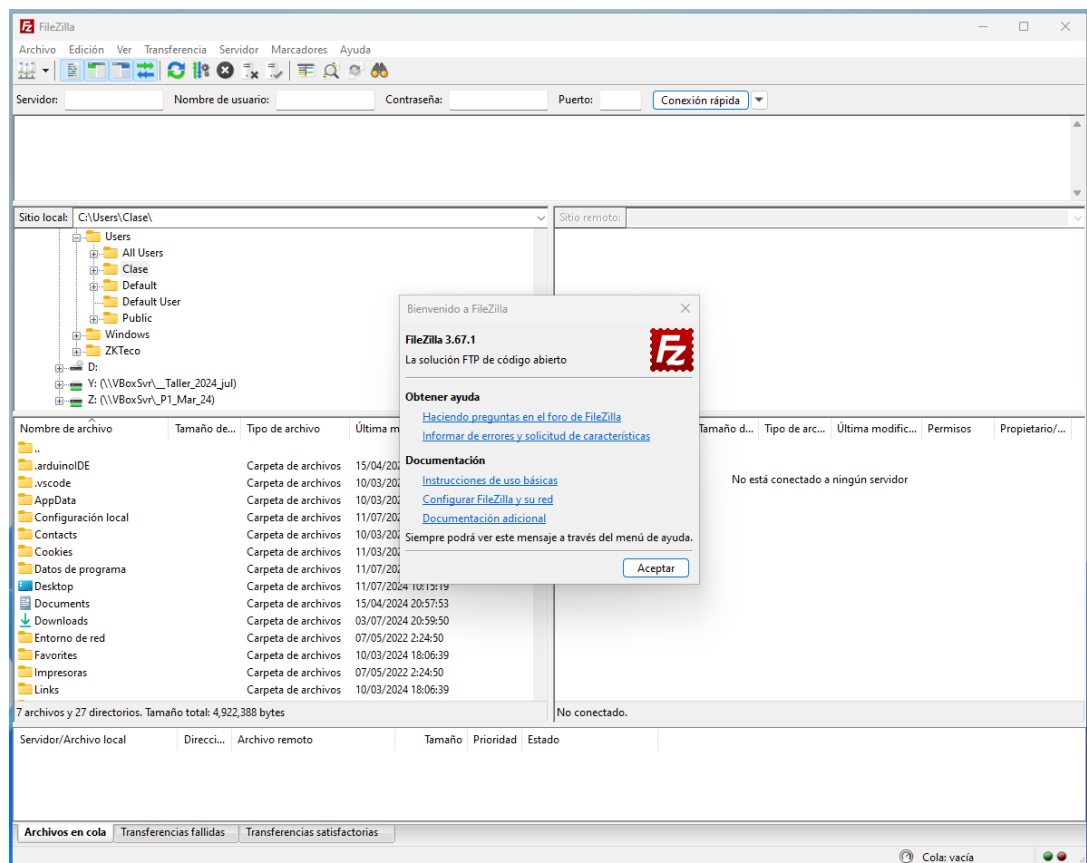 FileZilla
Archivo Edición Ver Transferencia Servidor Marcadores Ayuda
Servidor: Nombre de usuario: Contraseña: Puerto: Conexión rápida
Sitio local: C:\Users\Clase\
Sitio remoto:
Users
All Users
Clase
Default
Default User
Public
Windows
ZKTeco
D:
Y: (\\VBoxSvr\__Taller_2024_jul)
Z: (\\VBoxSvr\_P1_Mar_24)
Bienvenido a FileZilla
FileZilla 3.67.1
La solución FTP de código abierto
Fz
Obtener ayuda
Haciendo preguntas en el foro de FileZilla
Informar de errores y solicitud de características
Documentación
Instrucciones de uso básicas
Configurar FileZilla y su red
Documentación adicional
Siempre podrá ver este mensaje a través del menú de ayuda.
Aceptar
Nombre de archivo Tamaño de... Tipo de archivo Última m
..
.arduinoIDE Carpeta de archivos 15/04/202
.vscode Carpeta de archivos 10/03/202
AppData Carpeta de archivos 10/03/202
Configuración local Carpeta de archivos 11/07/202
Contacts Carpeta de archivos 10/03/202
Cookies Carpeta de archivos 11/03/202
Datos de programa Carpeta de archivos 11/07/202
Desktop Carpeta de archivos 11/07/2024 10:15:19
Documents Carpeta de archivos 15/04/2024 20:57:53
Downloads Carpeta de archivos 03/07/2024 20:59:50
Entorno de red Carpeta de archivos 07/05/2022 2:24:50
Favorites Carpeta de archivos 10/03/2024 18:06:39
Impresoras Carpeta de archivos 07/05/2022 2:24:50
Links Carpeta de archivos 10/03/2024 18:06:39
7 archivos y 27 directorios. Tamaño total: 4,922,388 bytes
Tamaño d... Tipo de arc... Última modific... Permisos Propietario/...
No está conectado a ningún servidor
No conectado.
Servidor/Archivo local Direcci... Archivo remoto Tamaño Prioridad Estado
Archivos en cola Transferencias fallidas Transferencias satisfactorias
Cola: vacía